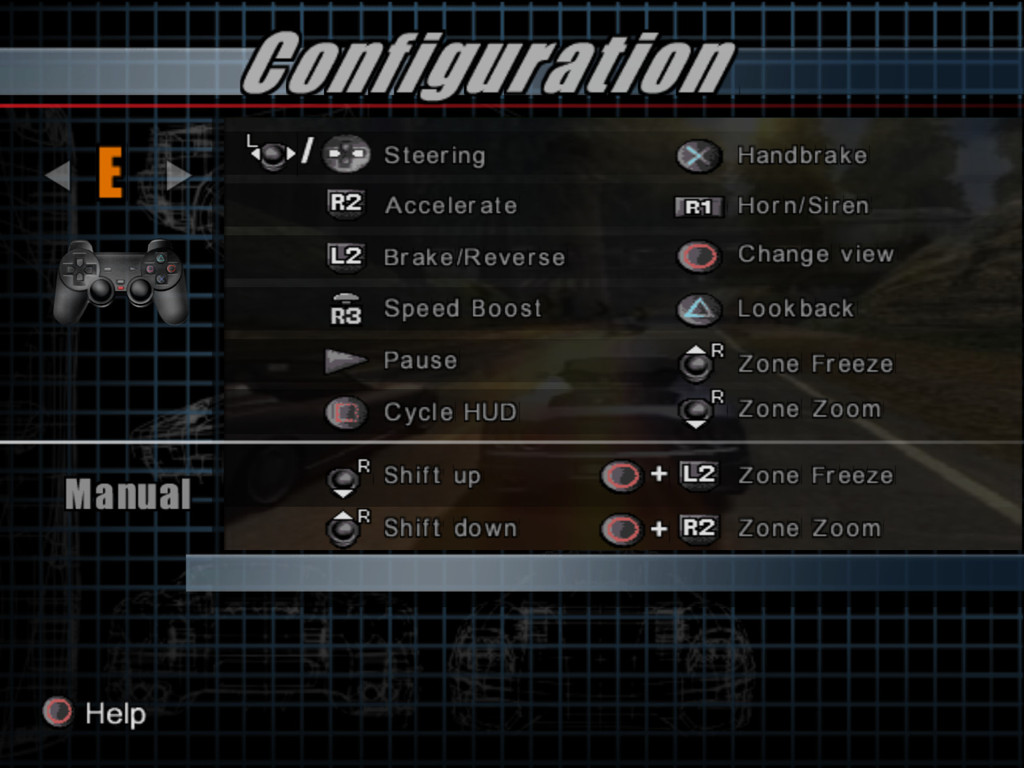 Configuration
E
L / Steering
Handbrake
R2 Accelerate
R1 Horn/Siren
L2 Brake/Reverse
Change view
R3 Speed Boost
Lookback
Pause
R Zone Freeze
Cycle HUD
R Zone Zoom
Manual
R Shift up
+ L2 Zone Freeze
R Shift down
+ R2 Zone Zoom
Help